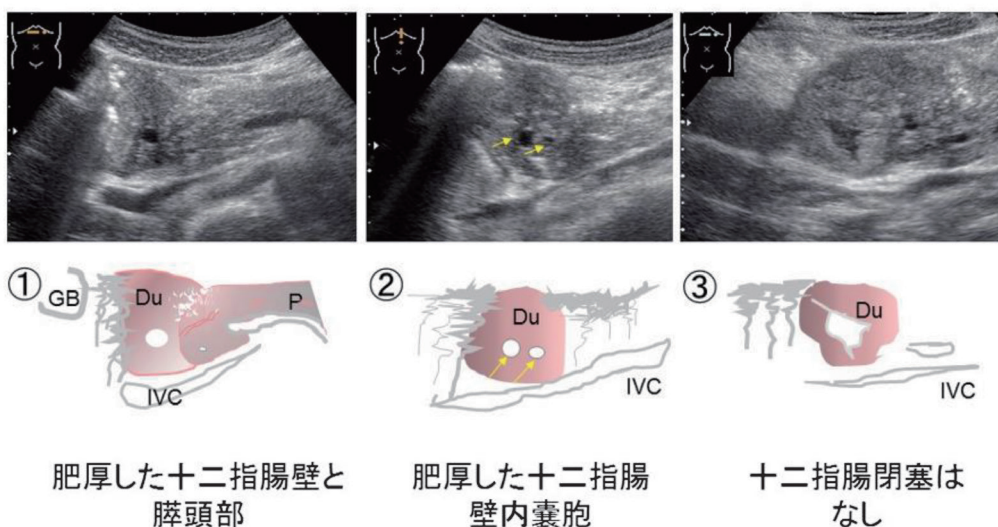 ①
GB
Du
P
IVC
②
Du
IVC
③
Du
IVC
肥厚した十二指腸壁と
膵頭部
肥厚した十二指腸
壁内嚢胞
十二指腸閉塞は
なし